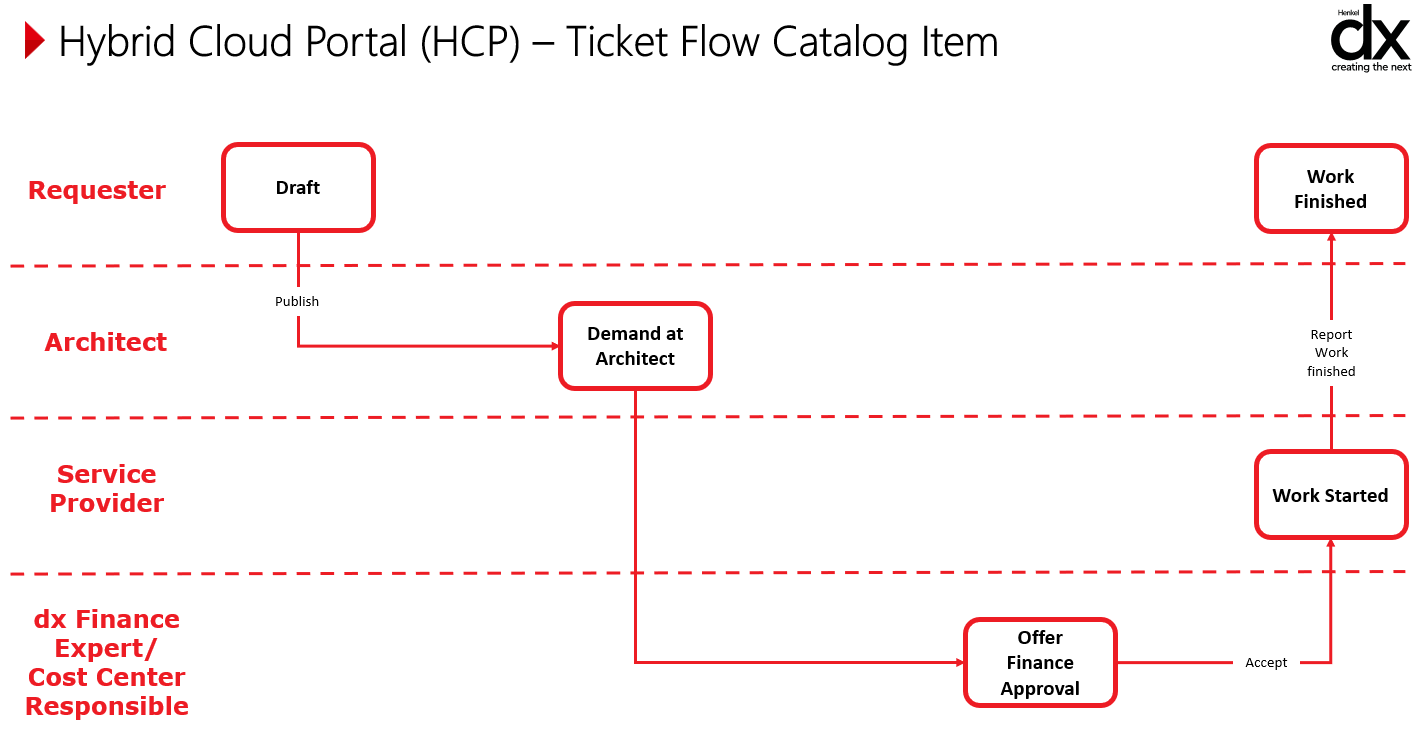 Hybrid Cloud Portal (HCP) – Ticket Flow Catalog Item
Henkel
dx
creating the next
Requester
Draft
Work
Finished
Publish
Architect
Demand at
Architect
Report
Work
finished
Service
Provider
Work Started
dx Finance
Expert/
Cost Center
Responsible
Offer
Finance
Approval
Accept